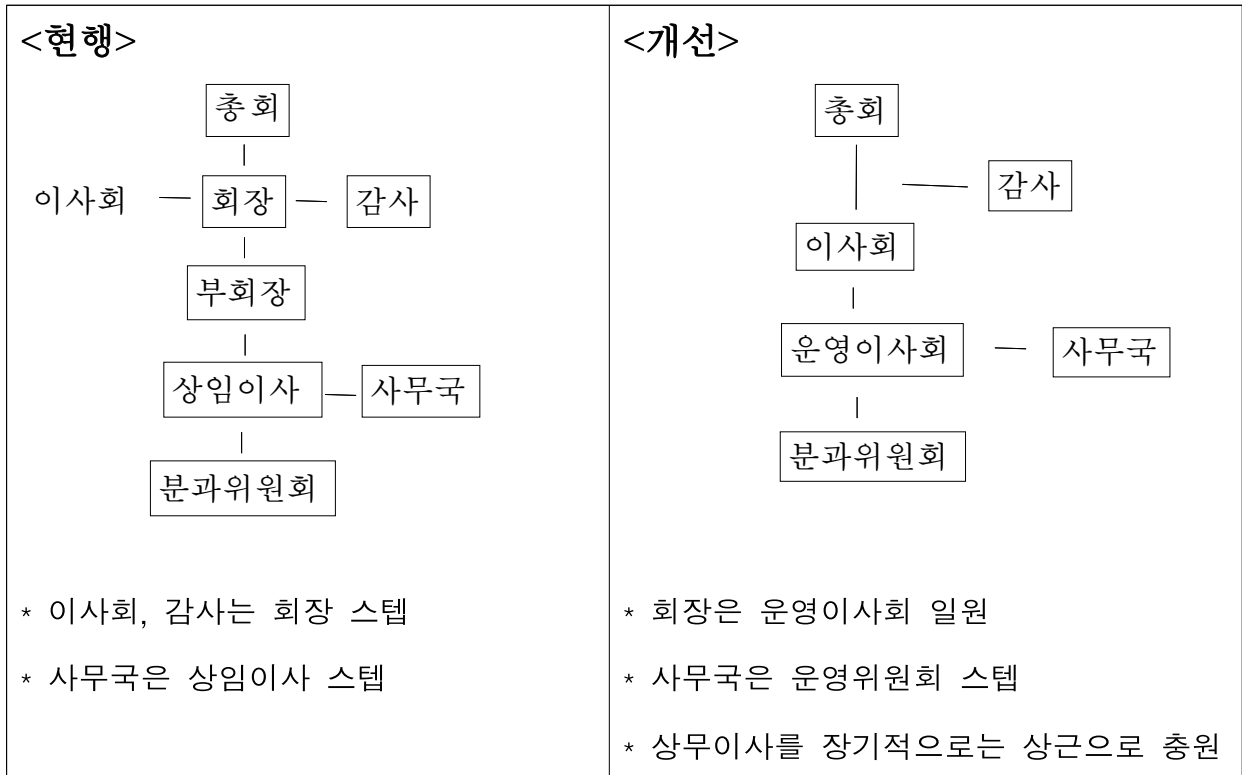 <현행>
총회
이사회
회장
감사
부회장
상임이사
사무국
분과위원회
* 이사회, 감사는 회장 스텝
* 사무국은 상임이사 스텝
<개선>
총회
감사
이사회
운영이사회
사무국
분과위원회
* 회장은 운영이사회 일원
* 사무국은 운영위원회 스텝
* 상무이사를 장기적으로는 상근으로 충원